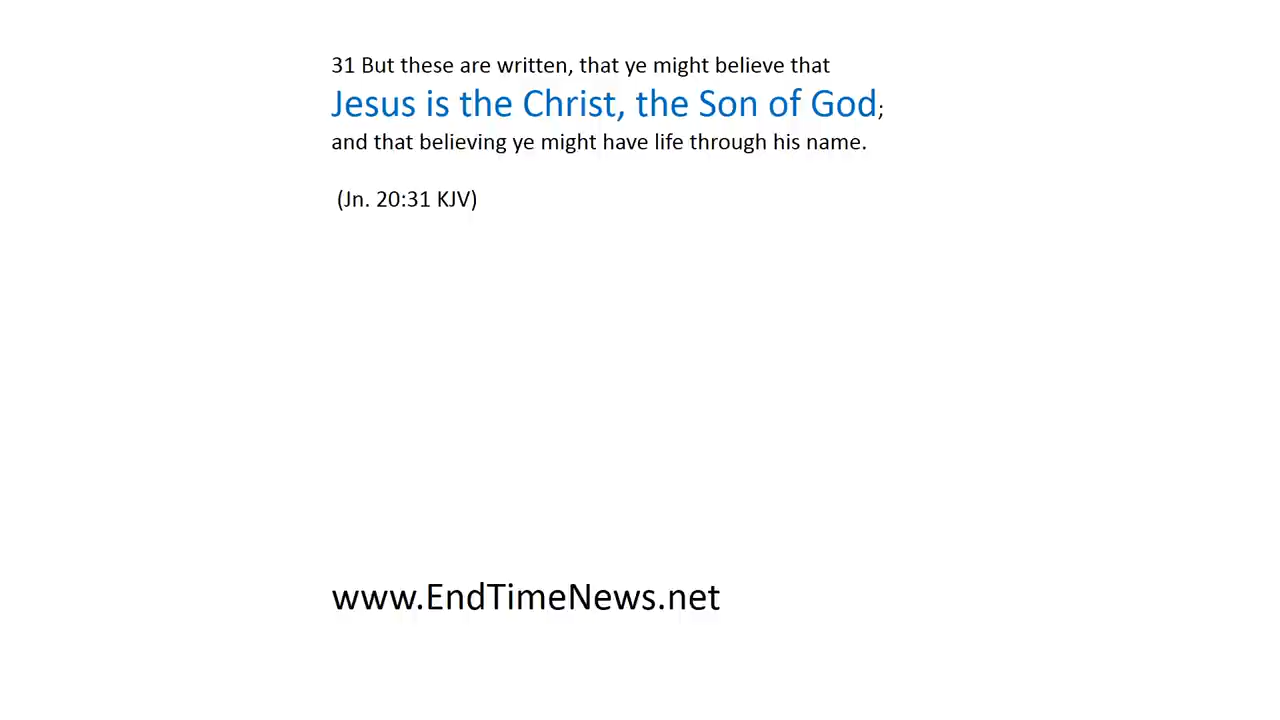 31 But these are written, that ye might believe that
Jesus is the Christ, the Son of God;
and that believing ye might have life through his name.
(Jn. 20:31 KJV)
www.EndTimeNews.net